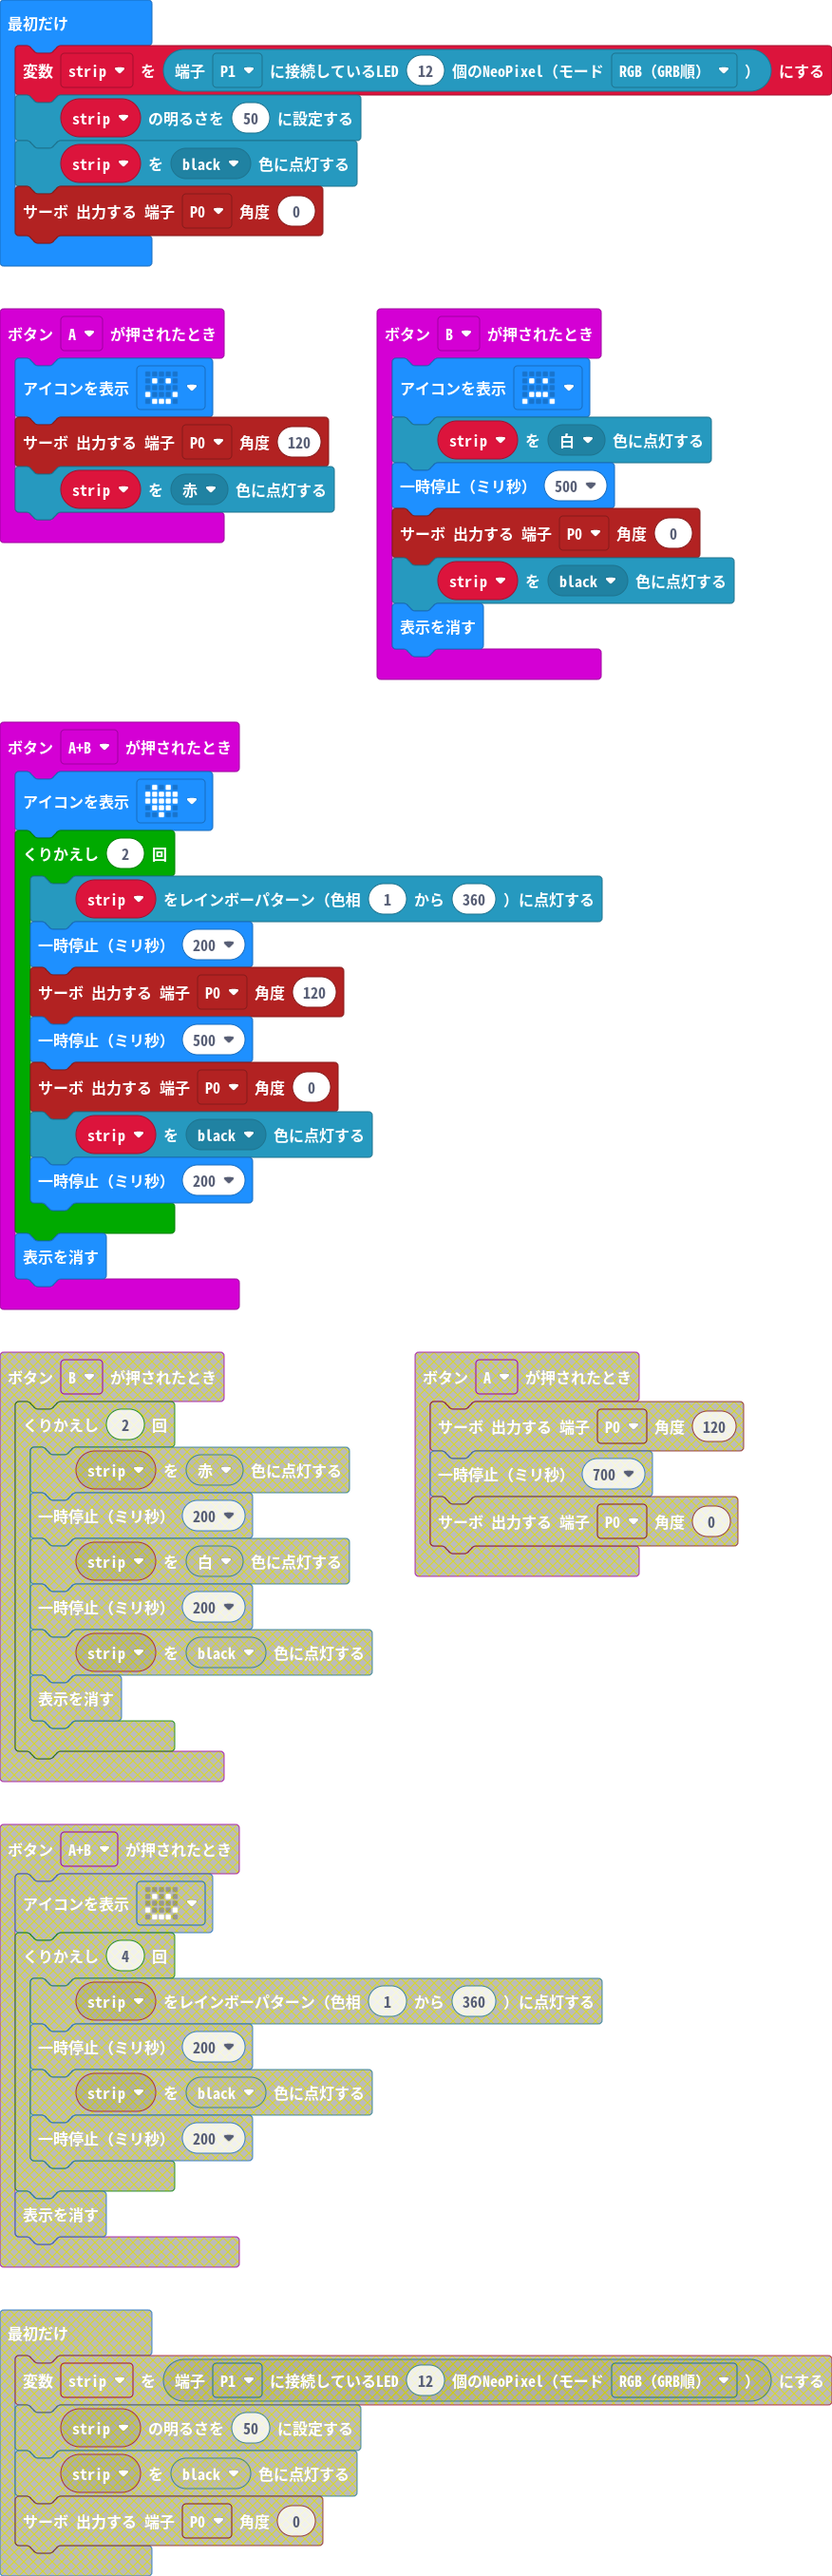 最初だけ
変数 strip を 端子 P1 に接続しているLED 12 個のNeoPixel（モード RGB（GRB順） ） にする
strip の明るさを 50 に設定する
strip を black 色に点灯する
サーボ 出力する 端子 P0 角度 0
ボタン A が押されたとき
アイコンを表示
サーボ 出力する 端子 P0 角度 120
strip を 赤 色に点灯する
ボタン B が押されたとき
アイコンを表示
strip を 白 色に点灯する
一時停止（ミリ秒） 500
サーボ 出力する 端子 P0 角度 0
strip を black 色に点灯する
表示を消す
ボタン A+B が押されたとき
アイコンを表示
くりかえし 2 回
strip をレインボーパターン（色相 1 から 360 ）に点灯する
一時停止（ミリ秒） 200
サーボ 出力する 端子 P0 角度 120
一時停止（ミリ秒） 500
サーボ 出力する 端子 P0 角度 0
strip を black 色に点灯する
一時停止（ミリ秒） 200
表示を消す
ボタン B が押されたとき
くりかえし 2 回
strip を 赤 色に点灯する
一時停止（ミリ秒） 200
strip を 白 色に点灯する
一時停止（ミリ秒） 200
strip を black 色に点灯する
表示を消す
ボタン A が押されたとき
サーボ 出力する 端子 P0 角度 120
一時停止（ミリ秒） 700
サーボ 出力する 端子 P0 角度 0
ボタン A+B が押されたとき
アイコンを表示
くりかえし 4 回
strip をレインボーパターン（色相 1 から 360 ）に点灯する
一時停止（ミリ秒） 200
strip を black 色に点灯する
一時停止（ミリ秒） 200
表示を消す
最初だけ
変数 strip を 端子 P1 に接続しているLED 12 個のNeoPixel（モード RGB（GRB順） ） にする
strip の明るさを 50 に設定する
strip を black 色に点灯する
サーボ 出力する 端子 P0 角度 0